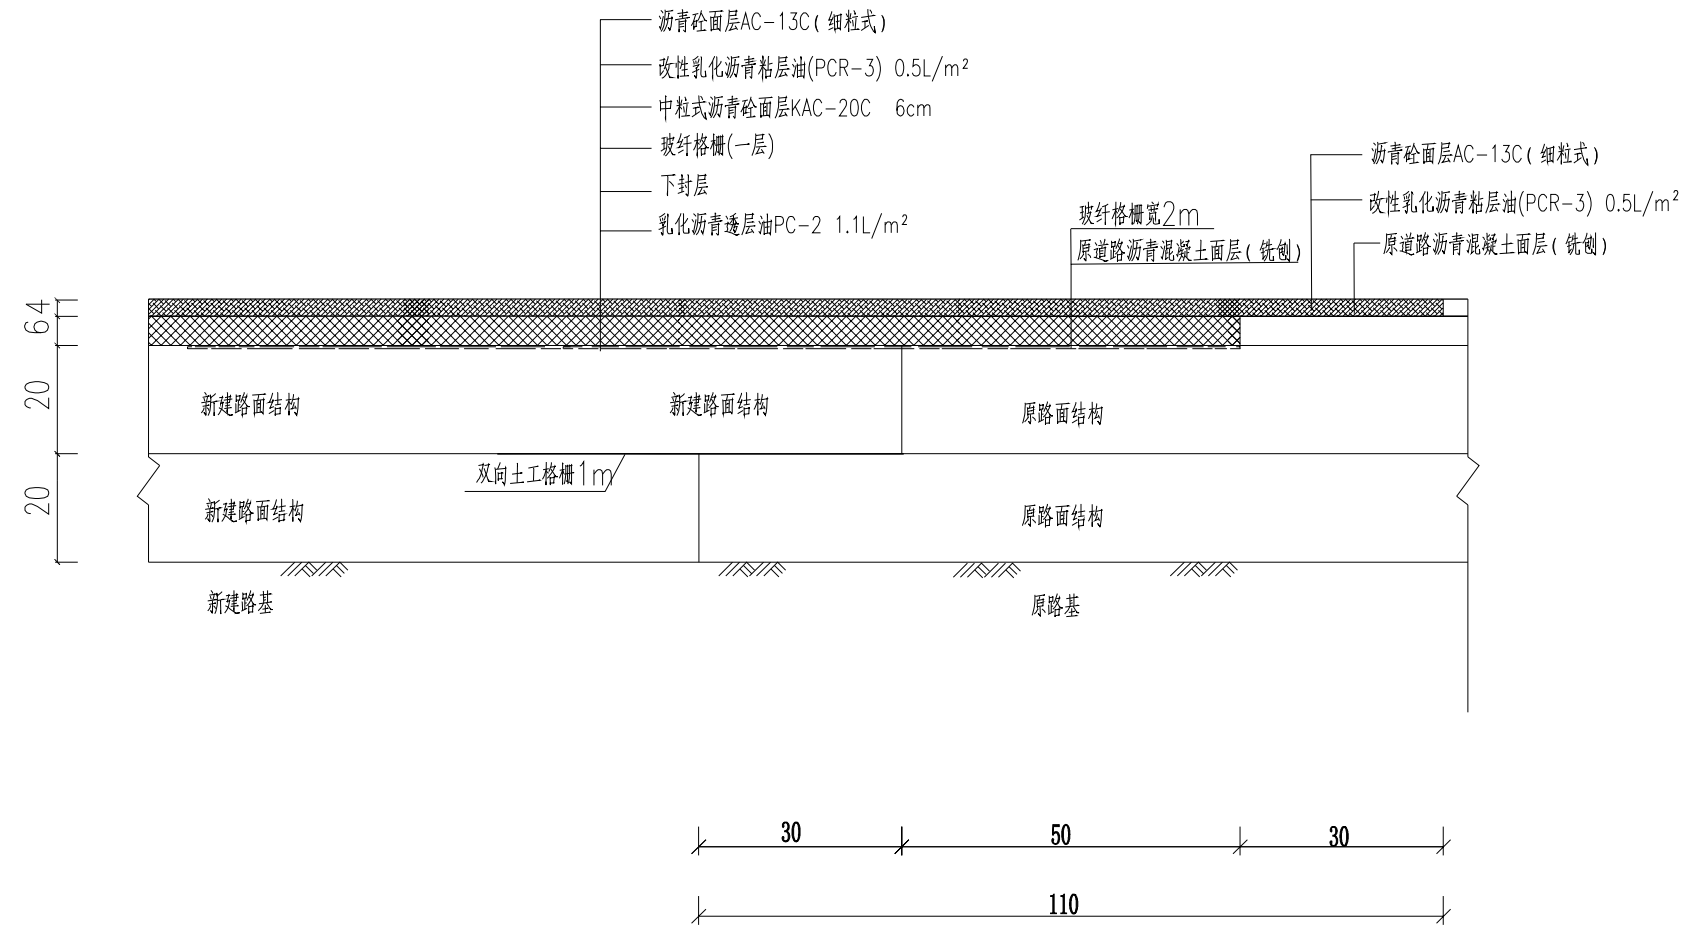 沥青砼面层AC-13C(细粒式)
改性乳化沥青粘层油(PCR-3) 0.5L/m²
中粒式沥青砼面层KAC-20C 6cm
玻纤格栅(一层)
下封层
乳化沥青透层油PC-2 1.1L/m²
沥青砼面层AC-13C(细粒式)
改性乳化沥青粘层油(PCR-3) 0.5L/m²
原道路沥青混凝土面层(铣刨)
玻纤格栅宽2m
原道路沥青混凝土面层(铣刨)
4
6
20
20
新建路面结构
新建路面结构
原路面结构
双向土工格栅1m
新建路面结构
原路面结构
新建路基
原路基
30
50
30
110